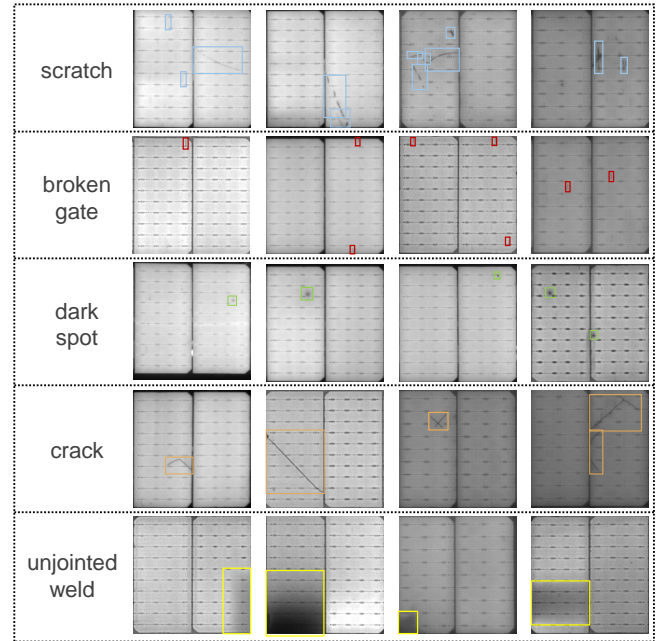 scratch
broken
gate
dark
spot
crack
unjointed
weld